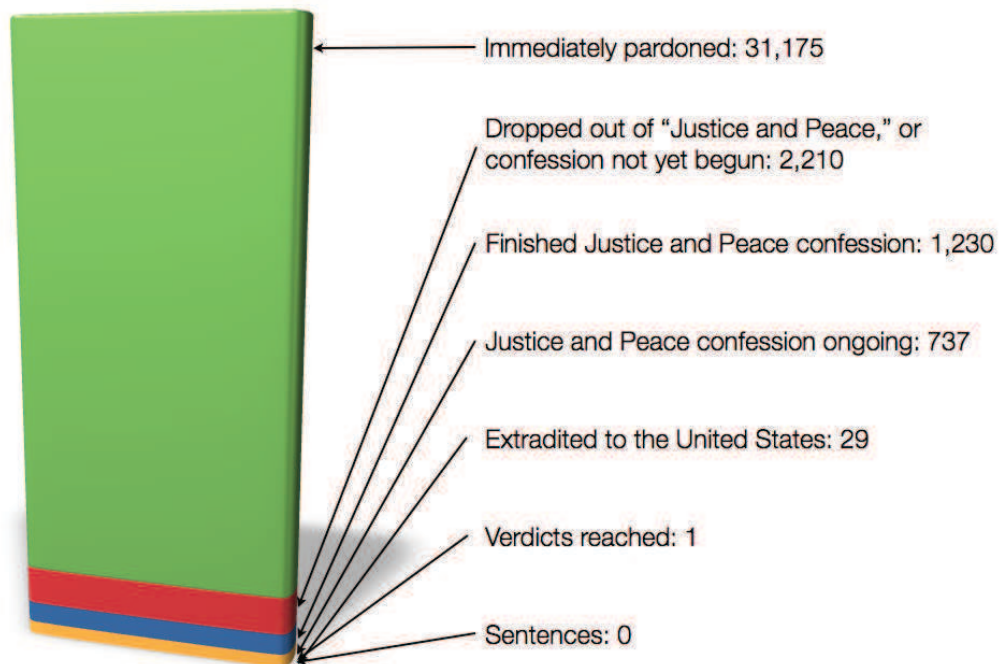 Immediately pardoned: 31,175
Dropped out of “Justice and Peace,” or
confession not yet begun: 2,210
Finished Justice and Peace confession: 1,230
Justice and Peace confession ongoing: 737
Extradited to the United States: 29
Verdicts reached: 1
Sentences: 0